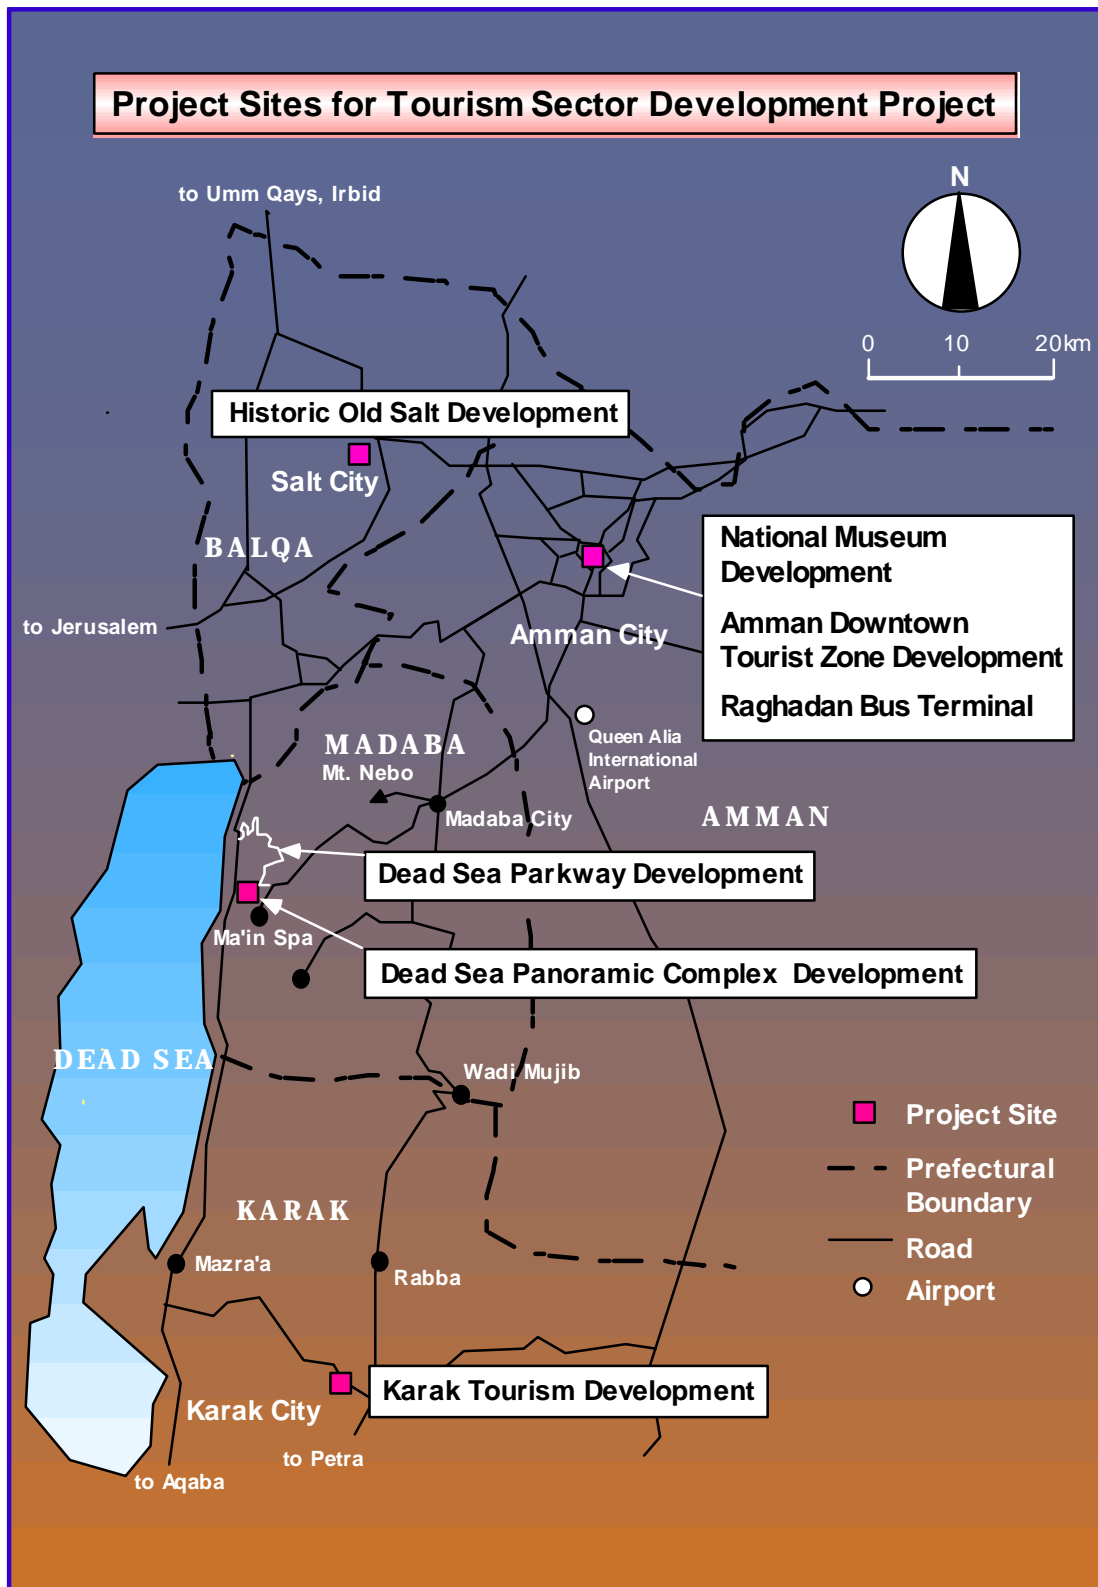 Project Sites for Tourism Sector Development Project
to Umm Qays, Irbid
N
0 10 20km
Historic Old Salt Development
Salt City
BALQA
National Museum
Development
Amman Downtown
Tourist Zone Development
Raghadan Bus Terminal
to Jerusalem
Amman City
MADABA
Mt. Nebo
Queen Alia
International
Airport
Madaba City
AMMAN
Dead Sea Parkway Development
Ma'in Spa
Dead Sea Panoramic Complex Development
DEAD SEA
Wadi Mujib
Project Site
Prefectural
Boundary
Road
Airport
KARAK
Mazra'a
Rabba
Karak Tourism Development
Karak City
to Petra
to Aqaba